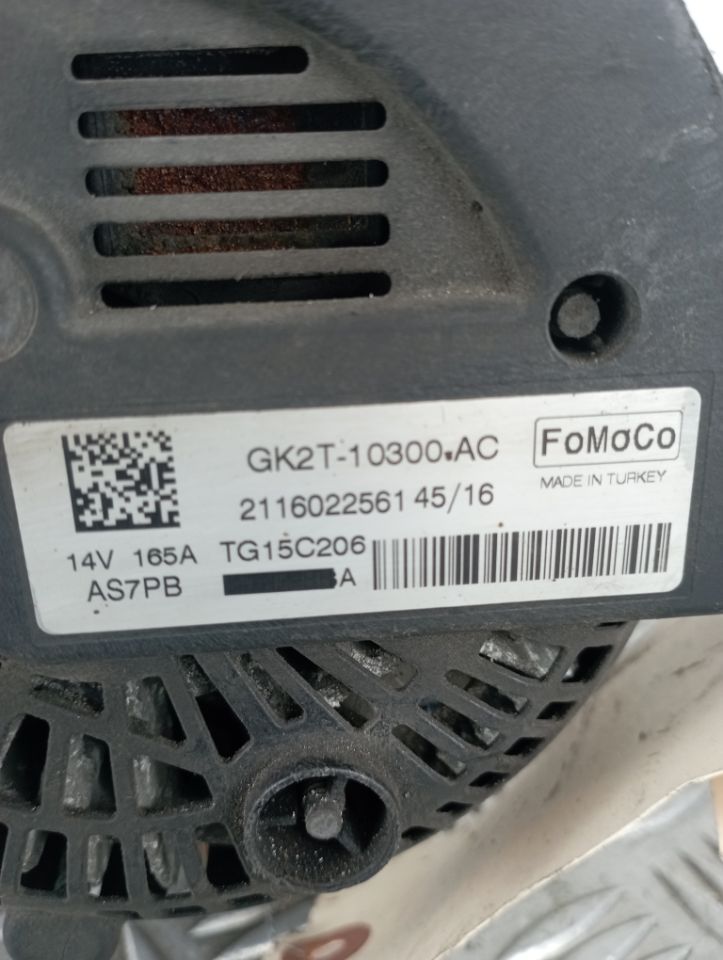 GK2T-10300.AC
FoMoCo
MADE IN TURKEY
2116022561 45/16
14V 165A TG15C206
AS7PB A